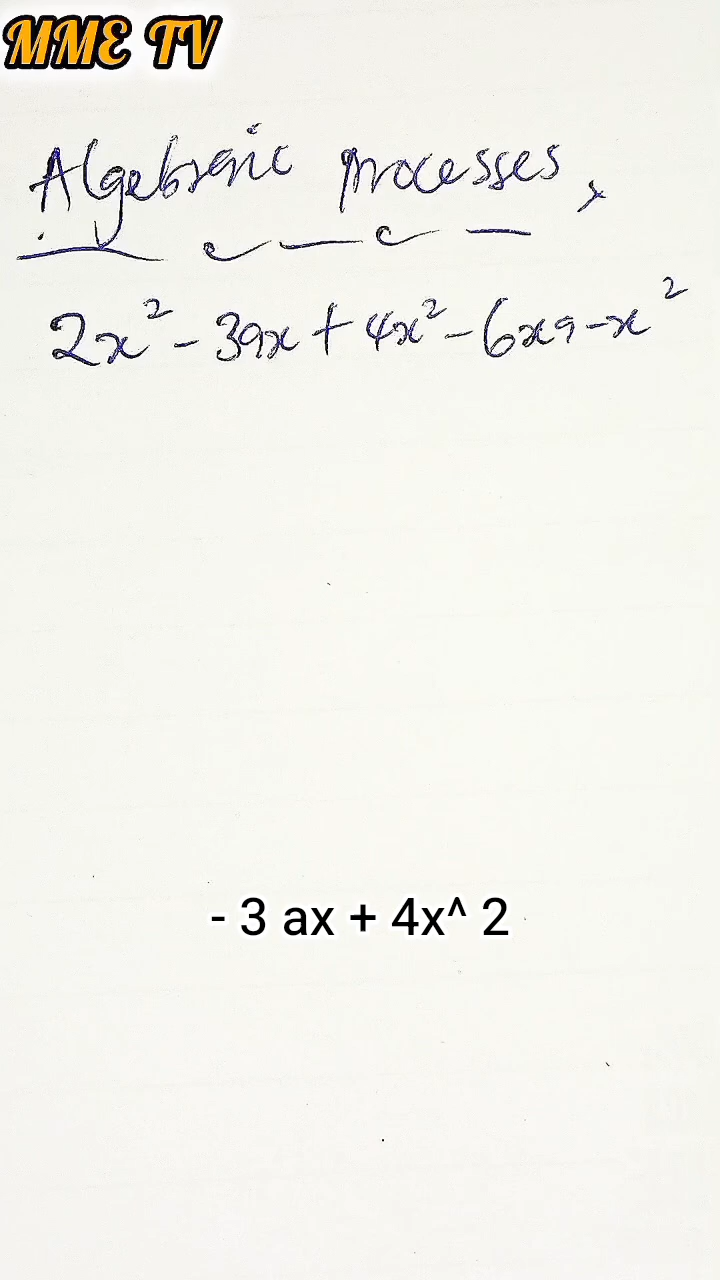 MME TV
Algebraic processes,
2x² - 3ax + 4x² - 6xa - x²
- 3 ax + 4x^ 2